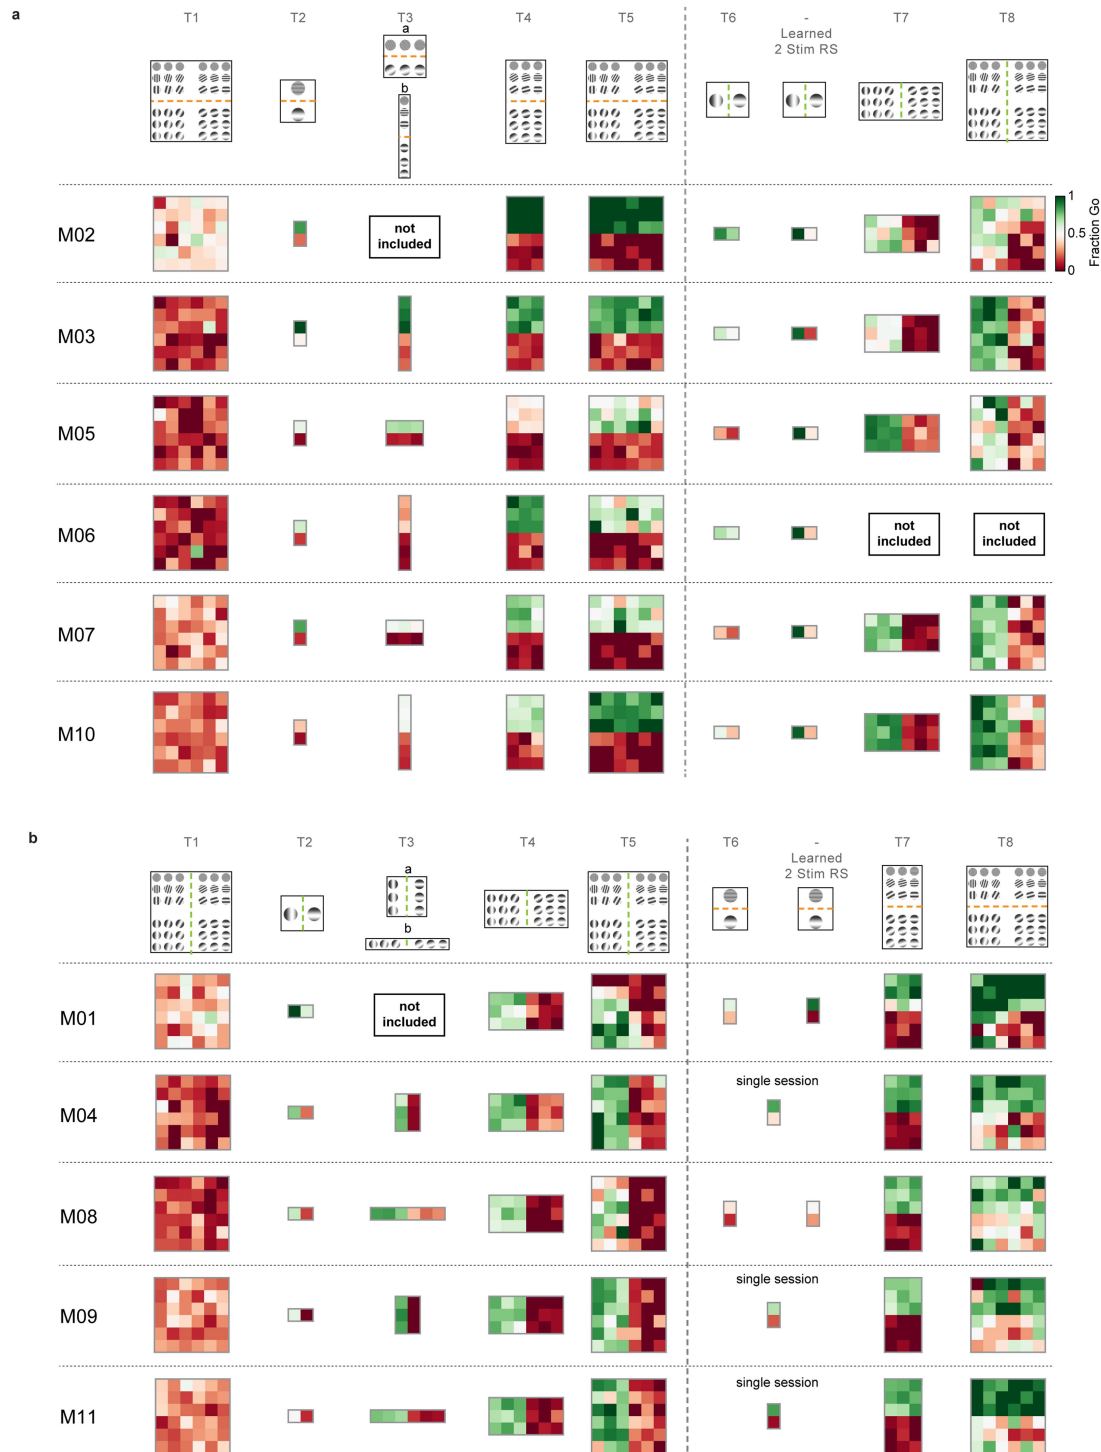 a
T1 T2 T3 T4 T5 T6 - T7 T8
Learned
2 Stim RS
a
b
M02
not
included
1
0.5
0
Fraction Go
M03
M05
M06
not
included
not
included
M07
M10
b
T1 T2 T3 T4 T5 T6 - T7 T8
Learned
2 Stim RS
a
b
M01
not
included
M04
single session
M08
M09
single session
M11
single session